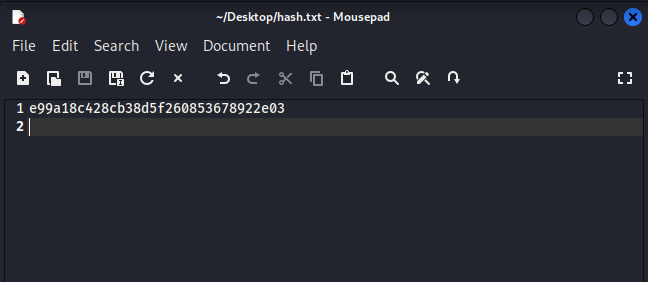 ~/Desktop/hash.txt - Mousepad
File Edit Search View Document Help
1 e99a18c428cb38d5f260853678922e03
2